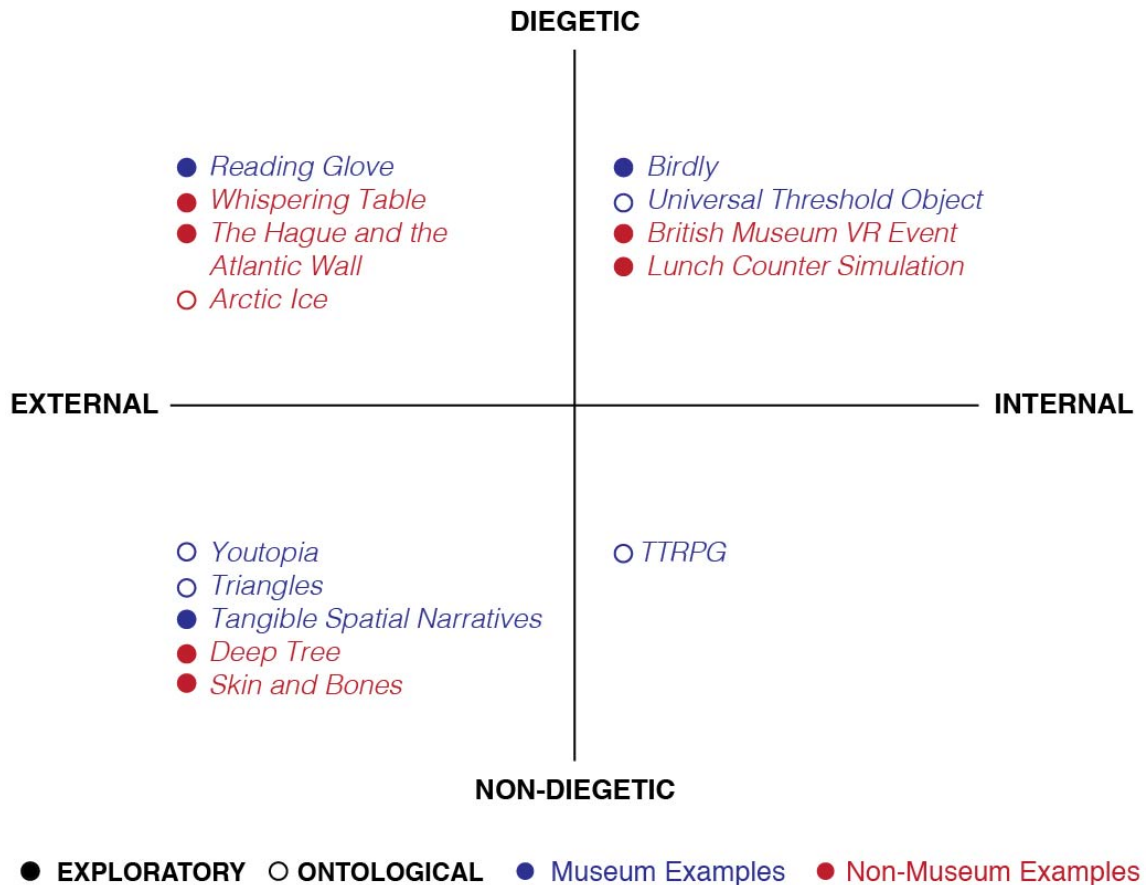 DIEGETIC
Reading Glove
Whispering Table
The Hague and the
Atlantic Wall
Arctic Ice
Birdly
Universal Threshold Object
British Museum VR Event
Lunch Counter Simulation
EXTERNAL
INTERNAL
Youtopia
Triangles
Tangible Spatial Narratives
Deep Tree
Skin and Bones
TTRPG
NON-DIEGETIC
EXPLORATORY ONTOLOGICAL Museum Examples Non-Museum Examples